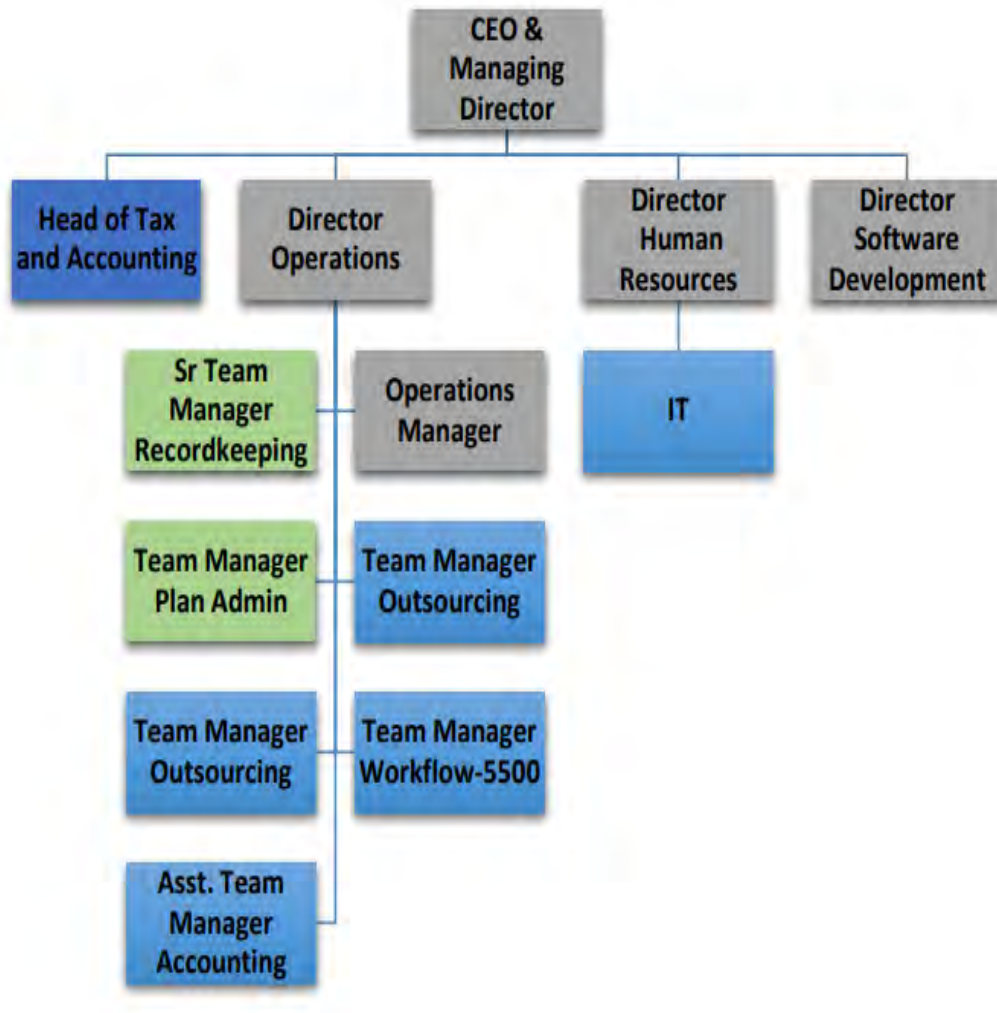 CEO &
Managing
Director
Head of Tax
and Accounting
Director
Operations
Director
Human
Resources
Director
Software
Development
Sr Team
Manager
Recordkeeping
Operations
Manager
IT
Team Manager
Plan Admin
Team Manager
Outsourcing
Team Manager
Outsourcing
Team Manager
Workflow-5500
Asst. Team
Manager
Accounting